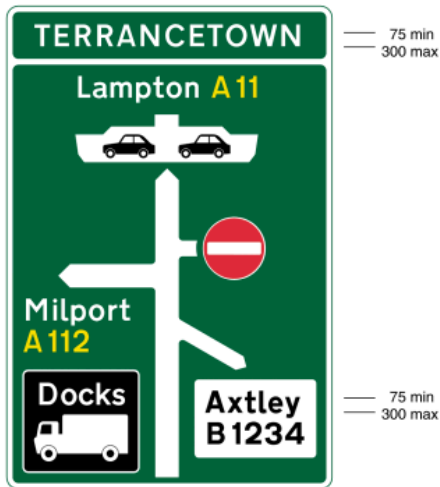 TERRANCETOWN
75 min
300 max
Lampton A11
Milport
A112
Docks
Axtley
B1234
75 min
300 max